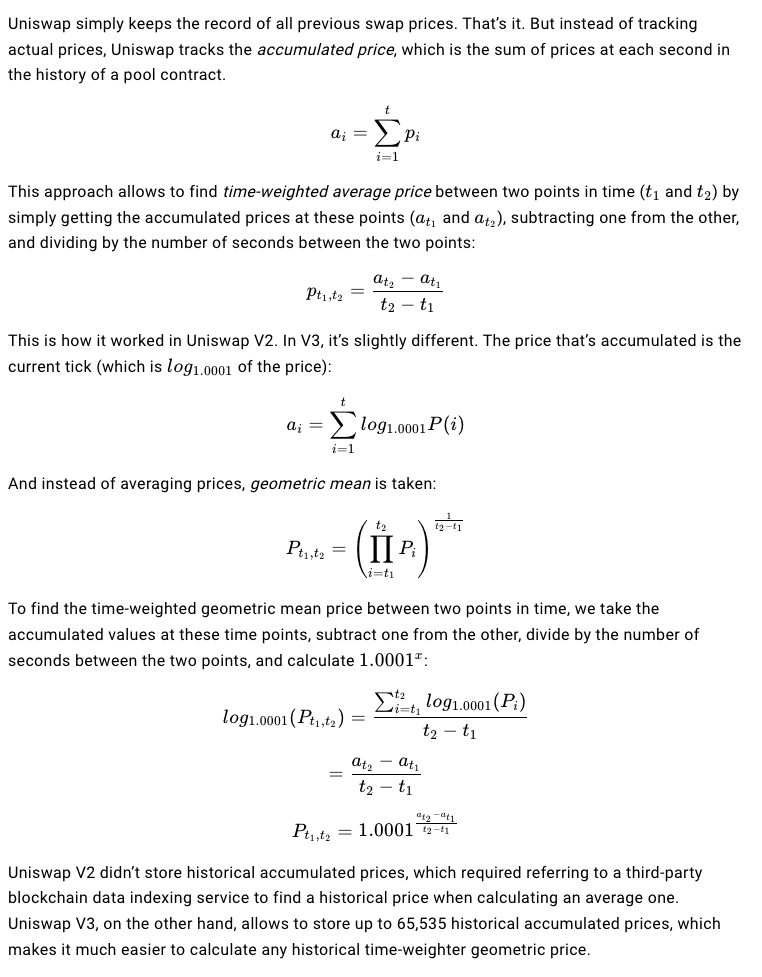 Uniswap simply keeps the record of all previous swap prices. That's it. But instead of tracking
actual prices, Uniswap tracks the accumulated price, which is the sum of prices at each second in
the history of a pool contract.
a_i = \sum_{i=1}^{t} p_i
This approach allows to find time-weighted average price between two points in time (t_1 and t_2) by
simply getting the accumulated prices at these points (a_{t_1} and a_{t_2}), subtracting one from the other,
and dividing by the number of seconds between the two points:
p_{t_1,t_2} = \frac{a_{t_2} - a_{t_1}}{t_2 - t_1}
This is how it worked in Uniswap V2. In V3, it's slightly different. The price that's accumulated is the
current tick (which is log_{1.0001} of the price):
a_i = \sum_{i=1}^{t} log_{1.0001} P(i)
And instead of averaging prices, geometric mean is taken:
P_{t_1,t_2} = \left( \prod_{i=t_1}^{t_2} P_i \right)^{\frac{1}{t_2-t_1}}
To find the time-weighted geometric mean price between two points in time, we take the
accumulated values at these time points, subtract one from the other, divide by the number of
seconds between the two points, and calculate 1.0001^x:
log_{1.0001}(P_{t_1,t_2}) = \frac{\sum_{i=t_1}^{t_2} log_{1.0001}(P_i)}{t_2 - t_1}
= \frac{a_{t_2} - a_{t_1}}{t_2 - t_1}
P_{t_1,t_2} = 1.0001^{\frac{a_{t_2}-a_{t_1}}{t_2-t_1}}
Uniswap V2 didn't store historical accumulated prices, which required referring to a third-party
blockchain data indexing service to find a historical price when calculating an average one.
Uniswap V3, on the other hand, allows to store up to 65,535 historical accumulated prices, which
makes it much easier to calculate any historical time-weighter geometric price.